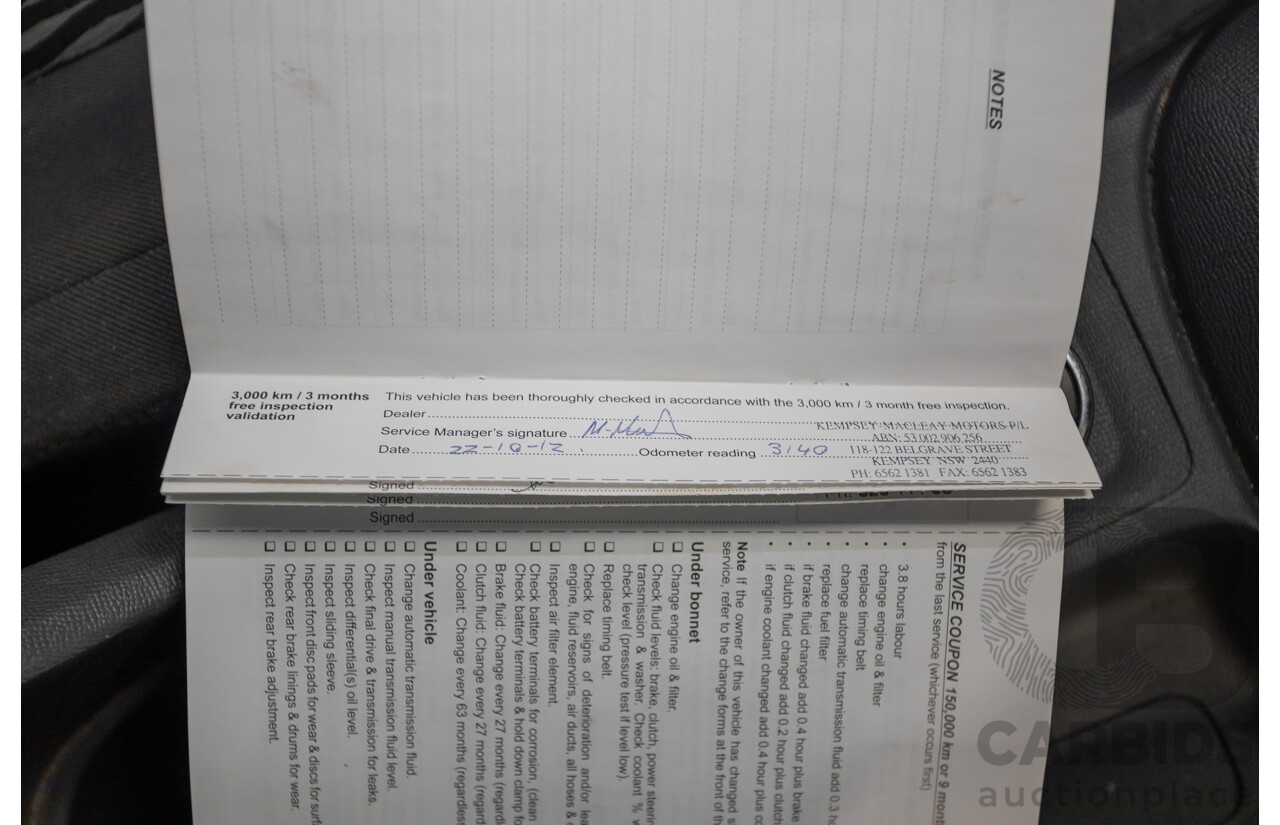 NOTES
3,000 km / 3 months
free inspection
validation
This vehicle has been thoroughly checked in accordance with the 3,000 km / 3 month free inspection.
Dealer
Service Manager's signature
Date 22-10-12. Odometer reading 3140
KEMPSEY MACLEAY MOTORS P/L
ABN: 53 002 906 256
118-122 BELGRAVE STREET
KEMPSEY NSW 2440
PH: 6562 1381 FAX: 6562 1383
Signed
Signed
Signed
SERVICE COUPON 150,000 km or 9 mont
from the last service (whichever occurs first)
• 3.8 hours labour
• change engine oil & filter
• replace timing belt
• change automatic transmission fluid add 0.3 h
• replace fuel filter
• if brake fluid changed add 0.4 hour plus brake
• if clutch fluid changed add 0.2 hour plus clutch
• if engine coolant changed add 0.4 hour plus co
Note If the owner of this vehicle has changed s
service, refer to the change forms at the front of th
Under bonnet
❑ Change engine oil & filter.
❑ Check fluid levels: brake, clutch, power steerin
transmission & washer. Check coolant % w
check level (pressure test if level low).
❑ Replace timing belt.
❑ Check for signs of deterioration and/or lea
engine, fluid reservoirs, air ducts, all hoses &
❑ Inspect air filter element.
❑ Check battery terminals for corrosion, (clean
Check battery terminals & hold down clamp fo
❑ Brake fluid: Change every 27 months (regardl
❑ Clutch fluid: Change every 27 months (regard
❑ Coolant: Change every 63 months (regardless
Under vehicle
❑ Change automatic transmission fluid.
❑ Inspect manual transmission fluid level.
❑ Check final drive & transmission for leaks.
❑ Inspect differential(s) oil level.
❑ Inspect sliding sleeve.
❑ Inspect front disc pads for wear & discs for surf
❑ Check rear brake linings & drums for wear.
❑ Inspect rear brake adjustment.
CARBIDS
auctionplace